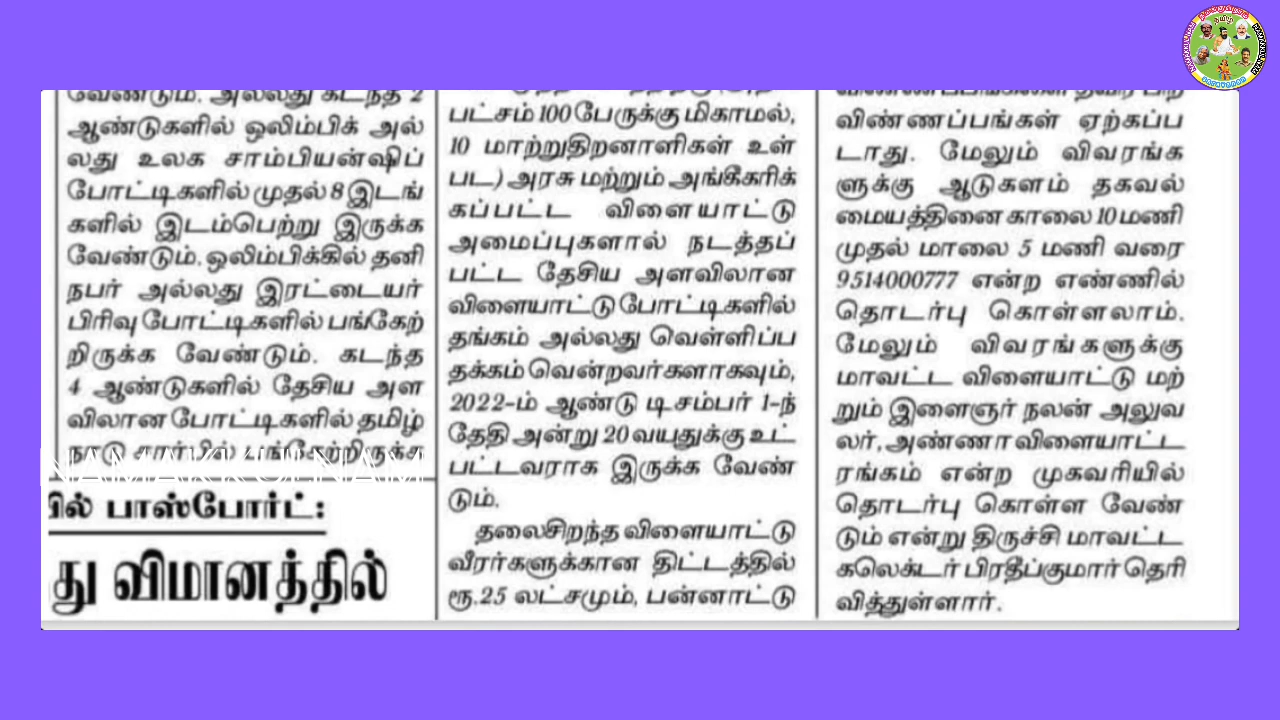 வேண்டும். அல்லது கடந்த 2
ஆண்டுகளில் ஒலிம்பிக் அல்
லது உலக சாம்பியன்ஷிப்
போட்டிகளில் முதல் 8 இடங்
களில் இடம்பெற்று இருக்க
வேண்டும். ஒலிம்பிக்கில் தனி
நபர் அல்லது இரட்டையர்
பிரிவு போட்டிகளில் பங்கேற்
றிருக்க வேண்டும். கடந்த
4 ஆண்டுகளில் தேசிய அள
விலான போட்டிகளில் தமிழ்
நாடு சார்பில் பங்கேற்றிருக்க
NAMAKKUNAM
யில் பாஸ்போர்ட்:
து விமானத்தில்
பட்சம் 100 பேருக்கு மிகாமல்,
10 மாற்றுதிறனாளிகள் உள்
பட) அரசு மற்றும் அங்கீகரிக்
கப்பட்ட விளையாட்டு
அமைப்புகளால் நடத்தப்
பட்ட தேசிய அளவிலான
விளையாட்டு போட்டிகளில்
தங்கம் அல்லது வெள்ளிப்ப
தக்கம் வென்றவர்களாகவும்,
2022-ம் ஆண்டு டிசம்பர் 1-ந்
தேதி அன்று 20 வயதுக்கு உட்
பட்டவராக இருக்க வேண்
டும்.
தலைசிறந்த விளையாட்டு
வீரர்களுக்கான திட்டத்தில்
ரூ.25 லட்சமும், பன்னாட்டு
விண்ணப்பங்கள் ஏற்கப்ப
டாது. மேலும் விவரங்க
ளுக்கு ஆடுகளம் தகவல்
மையத்தினை காலை 10 மணி
முதல் மாலை 5 மணி வரை
9514000777 என்ற எண்ணில்
தொடர்பு கொள்ளலாம்.
மேலும் விவரங்களுக்கு
மாவட்ட விளையாட்டு மற்
றும் இளைஞர் நலன் அலுவ
லர், அண்ணா விளையாட்ட
ரங்கம் என்ற முகவரியில்
தொடர்பு கொள்ள வேண்
டும் என்று திருச்சி மாவட்ட
கலெக்டர் பிரதீப்குமார் தெரி
வித்துள்ளார்.